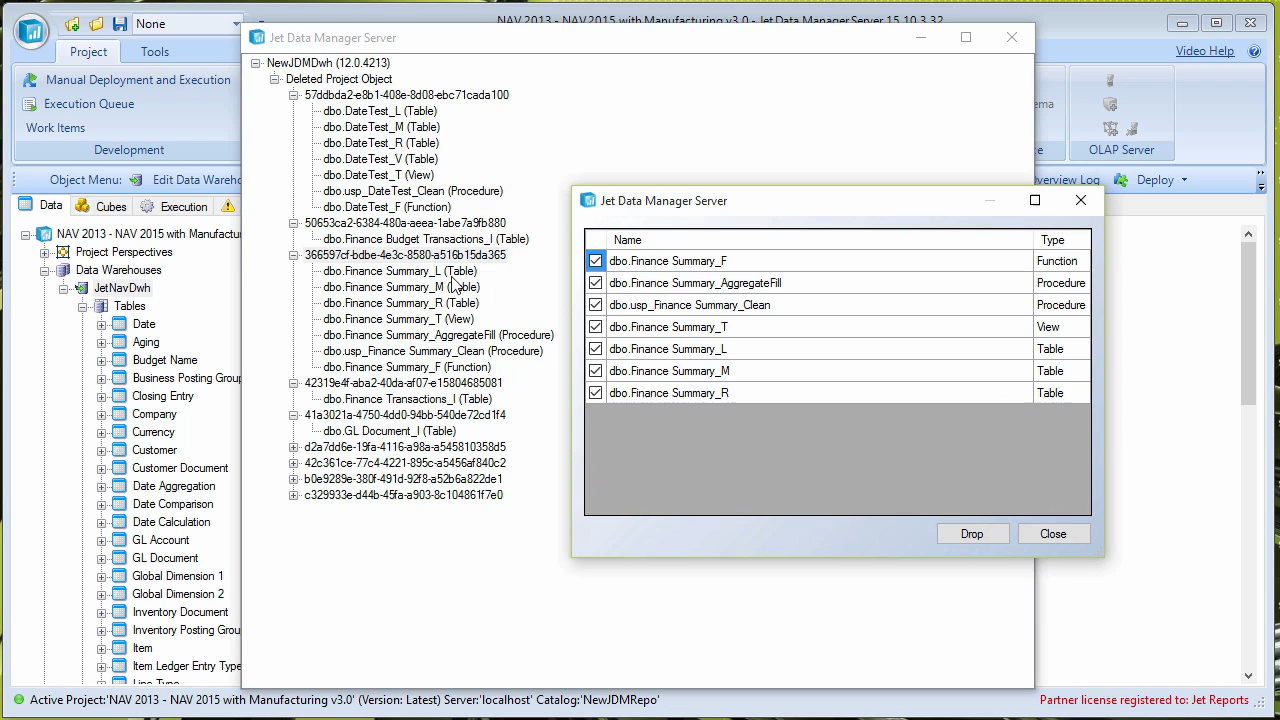 NAV 2013 - NAV 2015 with Manufacturing v3.0 - Jet Data Manager Server 15.10.3.32
None
Project
Tools
Video Help
Manual Deployment and Execution
Execution Queue
Work Items
Development
OLAP Server
Object Menu:
Edit Data Wareho
Overview Log
Deploy
Data
Cubes
Execution
NAV 2013 - NAV 2015 with Manufactu
Project Perspectives
Data Warehouses
JetNavDwh
Tables
Date
Aging
Budget Name
Business Posting Group
Closing Entry
Company
Currency
Customer
Customer Document
Date Aggregation
Date Comparison
Date Calculation
GL Account
GL Document
Global Dimension 1
Global Dimension 2
Inventory Document
Inventory Posting Grou
Item
Item Ledger Entry Type
Line Type
Jet Data Manager Server
NewJDMDwh (12.0.4213)
Deleted Project Object
57ddbda2-e8b1-408e-8d08-ebc71cada100
dbo.DateTest_L (Table)
dbo.DateTest_M (Table)
dbo.DateTest_R (Table)
dbo.DateTest_V (Table)
dbo.DateTest_T (View)
dbo.usp_DateTest_Clean (Procedure)
dbo.DateTest_F (Function)
50653ca2-6384-480a-aeea-1abe7a9fb880
dbo.Finance Budget Transactions_I (Table)
366597cf-bdbe-4e3c-8580-a516b15da365
dbo.Finance Summary_L (Table)
dbo.Finance Summary_M (Table)
dbo.Finance Summary_R (Table)
dbo.Finance Summary_T (View)
dbo.Finance Summary_AggregateFill (Procedure)
dbo.usp_Finance Summary_Clean (Procedure)
dbo.Finance Summary_F (Function)
42319e4f-aba2-40da-af07-e15804685081
dbo.Finance Transactions_I (Table)
41a3021a-4750-4dd0-94bb-540de72cd1f4
dbo.GL Document_I (Table)
d2a7dd6e-19fa-4116-a98a-a545810358d5
42c361ce-77c4-4221-895c-a5456af840c2
b0e9289e-380f-491d-92f8-a52b6a822de1
c329933e-d44b-45fa-a903-8c104861f7e0
Jet Data Manager Server
Name Type
dbo.Finance Summary_F Function
dbo.Finance Summary_AggregateFill Procedure
dbo.usp_Finance Summary_Clean Procedure
dbo.Finance Summary_T View
dbo.Finance Summary_L Table
dbo.Finance Summary_M Table
dbo.Finance Summary_R Table
Drop Close
Active Project:'NAV 2013 - NAV 2015 with Manufacturing v3.0' (Version: Latest) Server:'localhost' Catalog:'NewJDMRepo'
Partner license registered to: Jet Reports